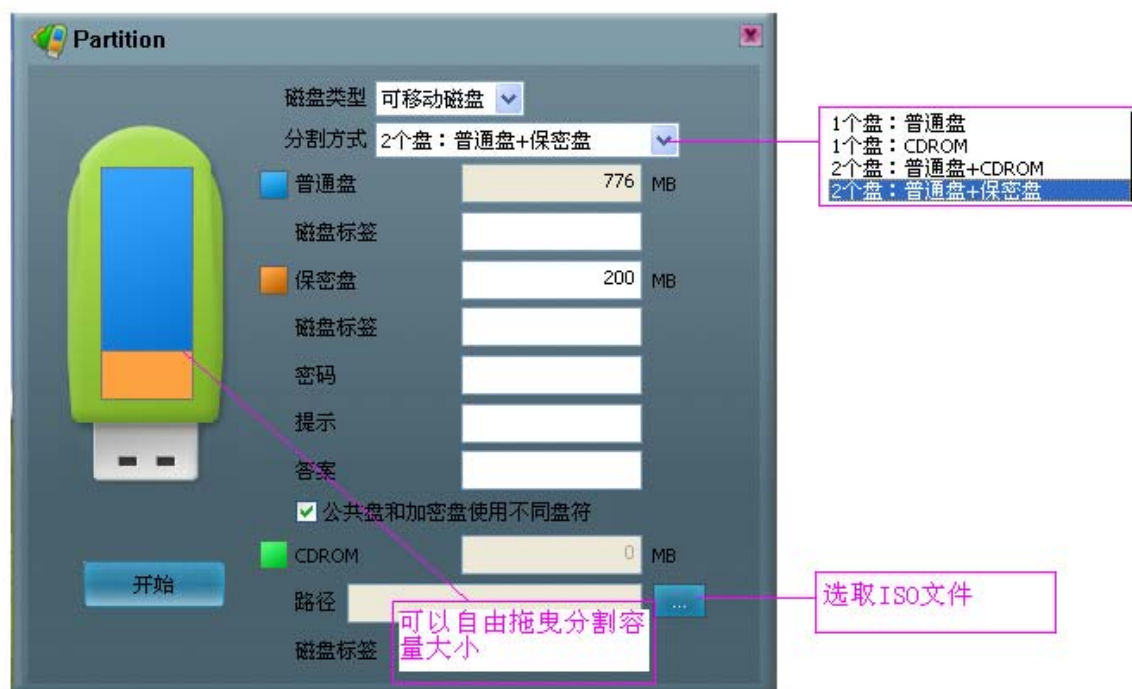 Partition
磁盘类型 可移动磁盘
分割方式 2个盘：普通盘+保密盘
普通盘 776 MB
磁盘标签
保密盘 200 MB
磁盘标签
密码
提示
答案
公共盘和加密盘使用不同盘符
CDROM 0 MB
开始
路径 ...
磁盘标签
可以自由拖曳分割容
量大小
1个盘：普通盘
1个盘：CDROM
2个盘：普通盘+CDROM
2个盘：普通盘+保密盘
选取ISO文件